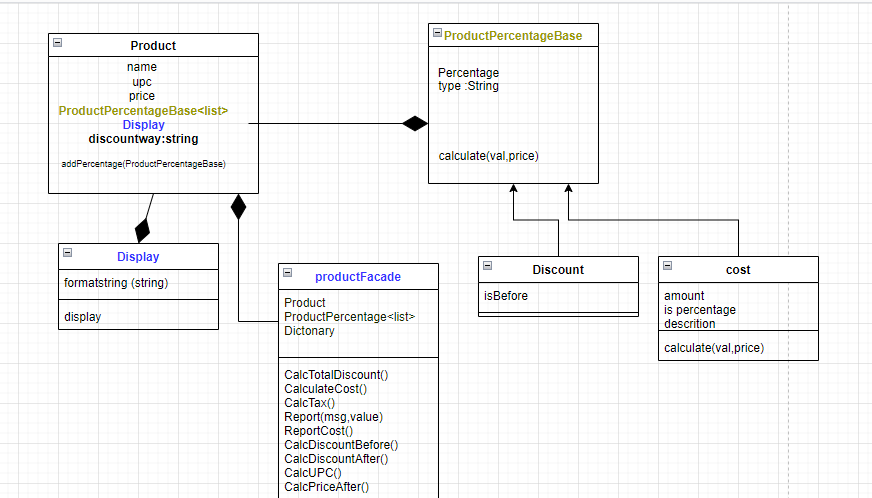 Product
name
upc
price
ProductPercentageBase<list>
Display
discountway:string
addPercentage(ProductPercentageBase)
ProductPercentageBase
Percentage
type :String
calculate(val,price)
Display
formatstring (string)
display
productFacade
Product
ProductPercentage<list>
Dictonary
CalcTotalDiscount()
CalculateCost()
CalcTax()
Report(msg,value)
ReportCost()
CalcDiscountBefore()
CalcDiscountAfter()
CalcUPC()
CalcPriceAfter()
Discount
isBefore
cost
amount
is percentage
descrition
calculate(val,price)